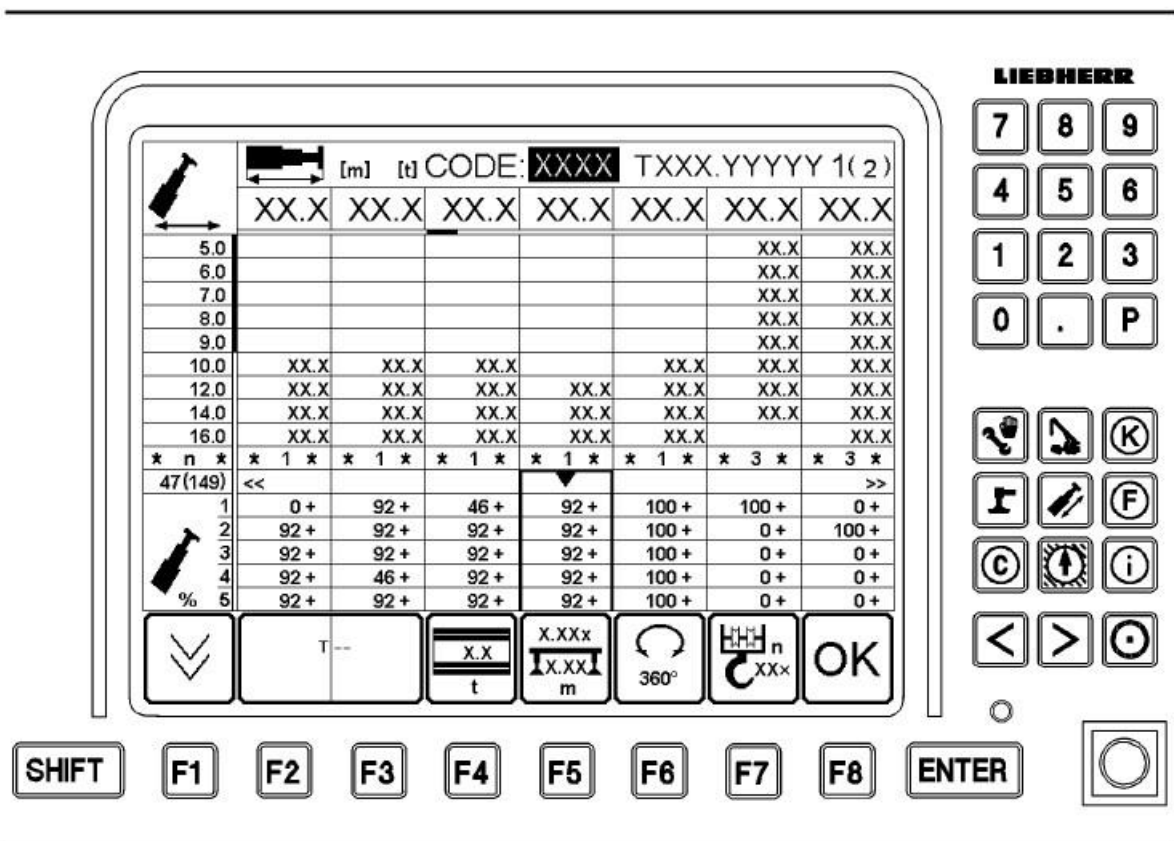 LIEBHERR
7 8 9
4 5 6
1 2 3
0 . P
[m] [t] CODE: XXXX TXXX.YYYYY 1(2)
XX.X XX.X XX.X XX.X XX.X XX.X XX.X
5.0 XX.X XX.X
6.0 XX.X XX.X
7.0 XX.X XX.X
8.0 XX.X XX.X
9.0 XX.X XX.X
10.0 XX.X XX.X XX.X XX.X XX.X XX.X
12.0 XX.X XX.X XX.X XX.X XX.X XX.X XX.X
14.0 XX.X XX.X XX.X XX.X XX.X XX.X XX.X
16.0 XX.X XX.X XX.X XX.X XX.X XX.X
* n * * 1 * * 1 * * 1 * * 1 * * 1 * * 3 * * 3 *
47(149) << >>
1 0+ 92+ 46+ 92+ 100+ 100+ 0+
2 92+ 92+ 92+ 92+ 100+ 0+ 100+
3 92+ 92+ 92+ 92+ 100+ 0+ 0+
4 92+ 46+ 92+ 92+ 100+ 0+ 0+
% 5 92+ 92+ 92+ 92+ 100+ 0+ 0+
T --
X.X
t
X.XXx
X.XX
m
360°
n
XX×
OK
K
F
C i
< >
SHIFT F1 F2 F3 F4 F5 F6 F7 F8 ENTER